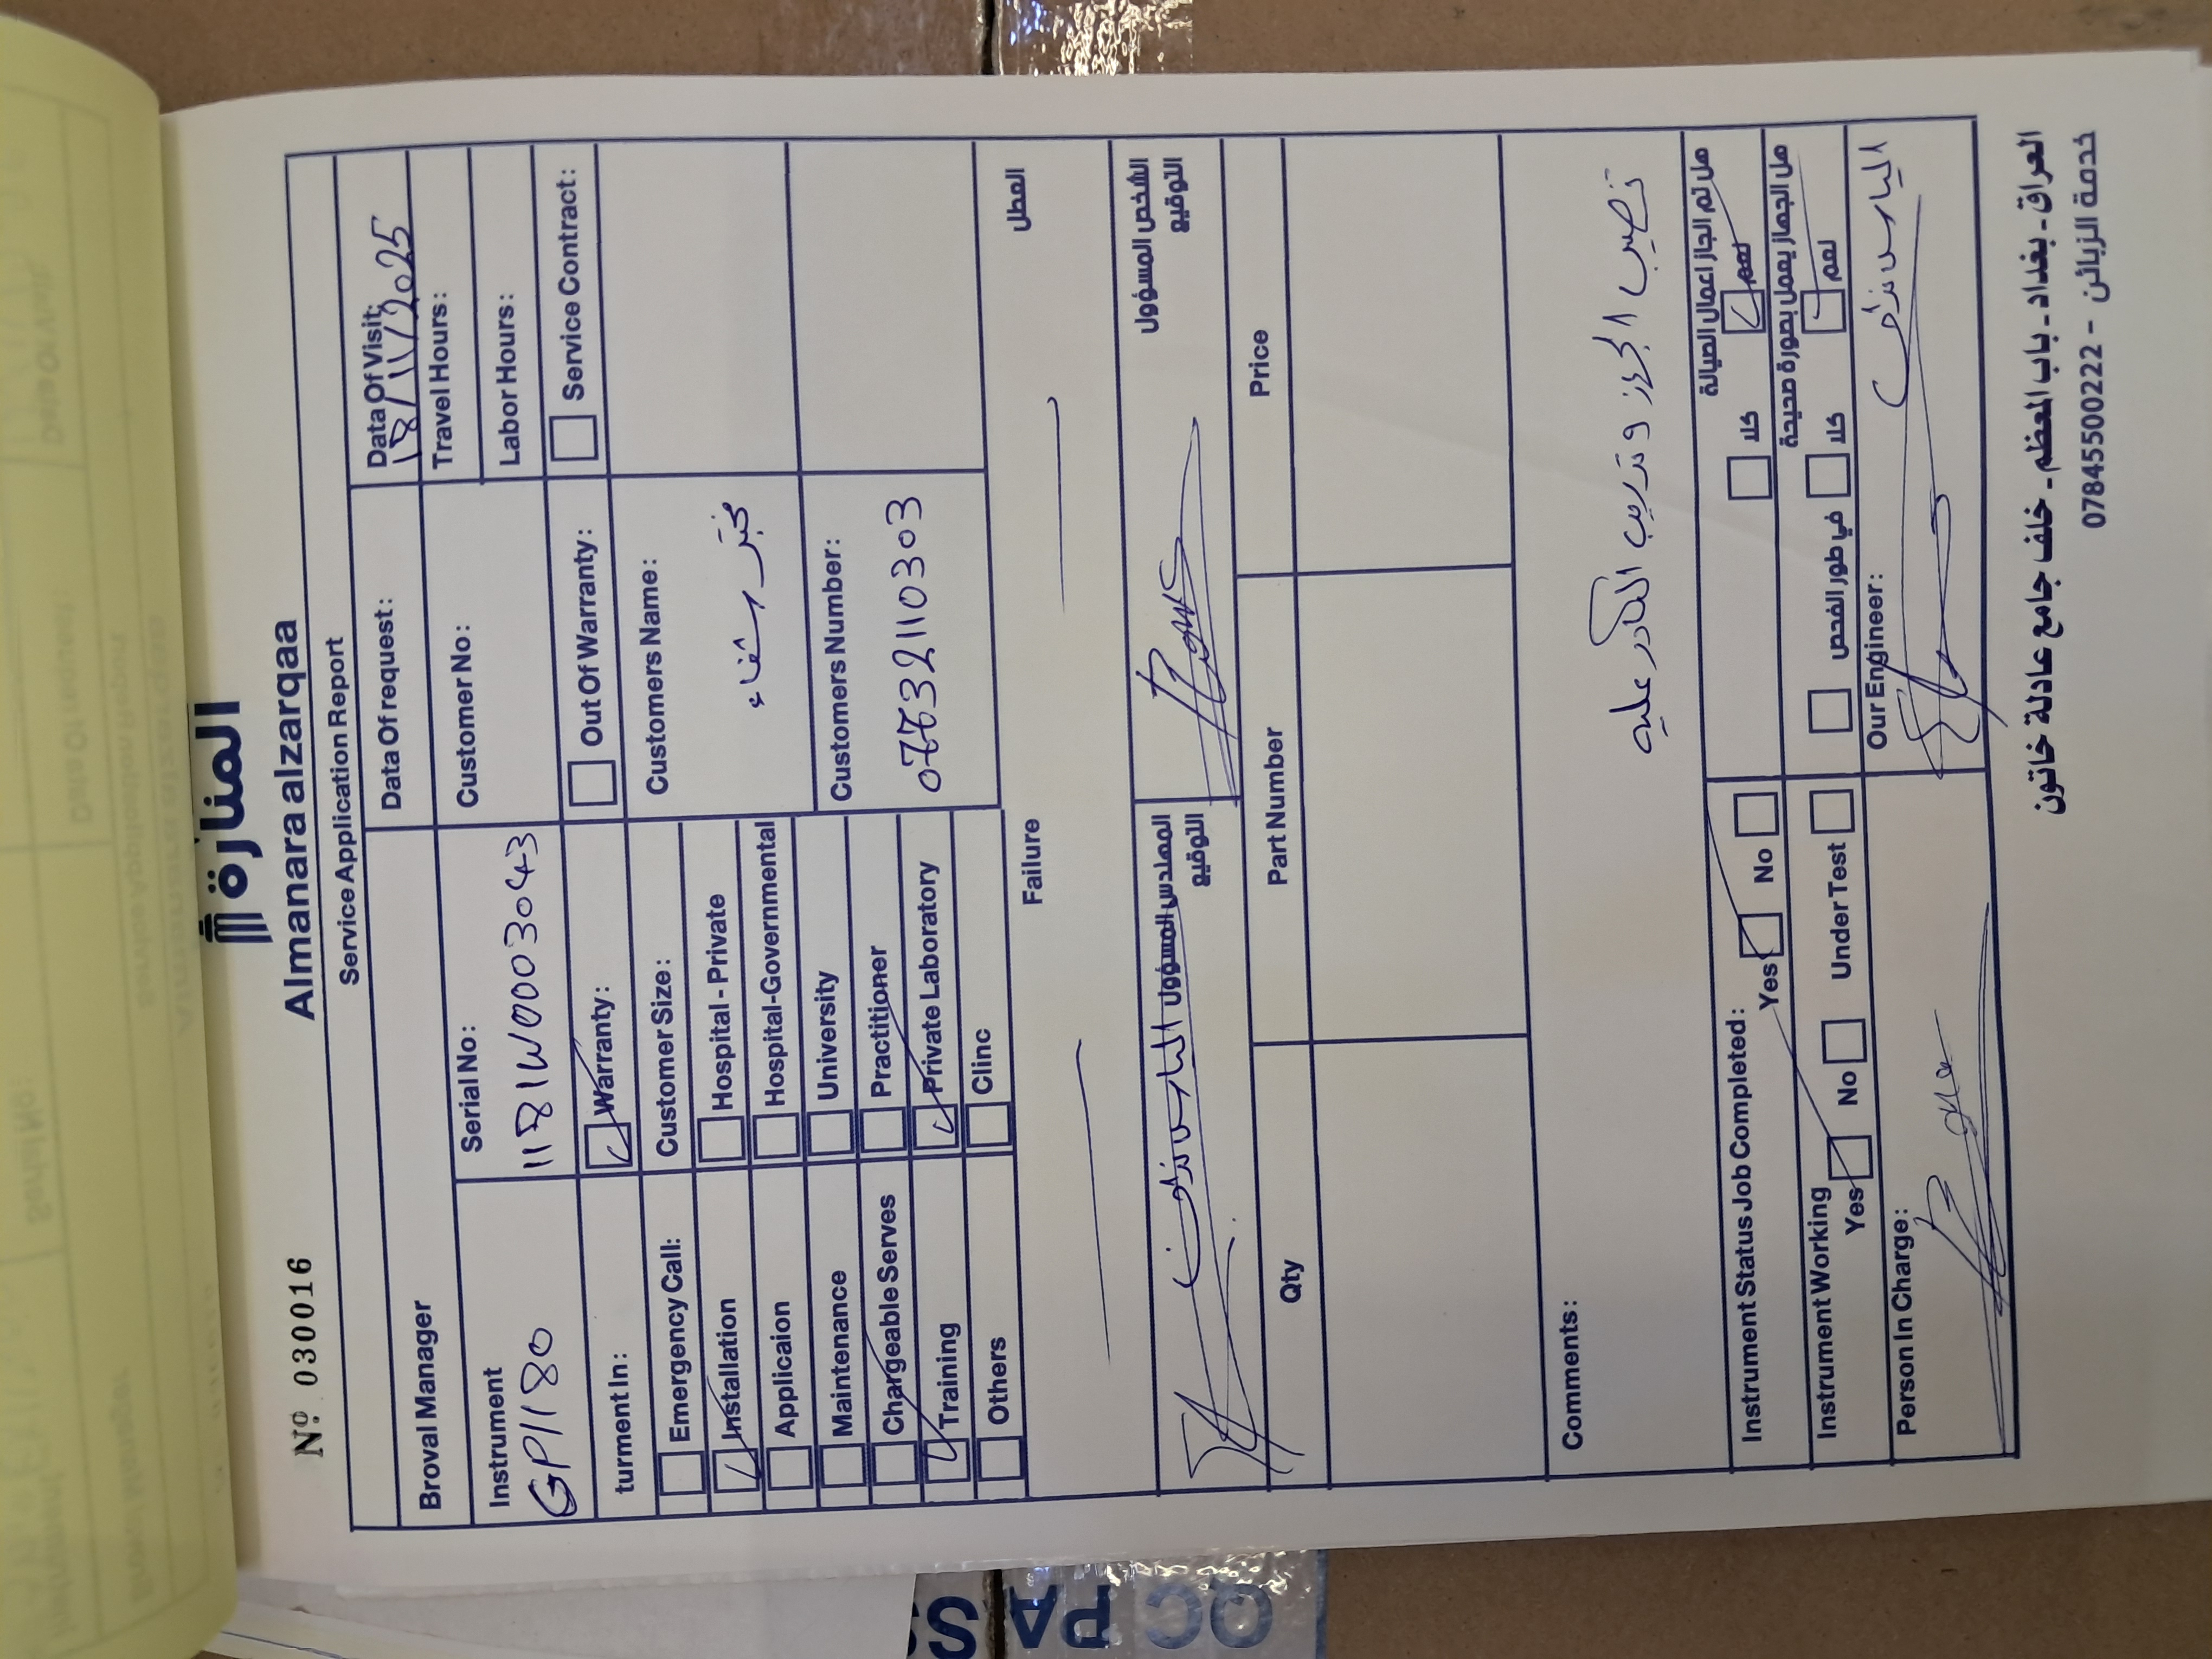 المنارة
Almanara alzarqaa
Nº 030016
Service Application Report
Data Of request:
Data Of Visit:
18/11/2025
Broval Manager
Customer No:
Travel Hours:
Labor Hours:
Instrument
GP1180
Serial No:
1181W0003043
turment In:
Warranty:
Out Of Warranty:
Service Contract:
Emergency Call:
Installation
Applicaion
Maintenance
Chargeable Serves
Training
Others
Customer Size:
Hospital - Private
Hospital-Governmental
University
Practitioner
Private Laboratory
Clinc
Customers Name:
مختبر شفاء
Customers Number:
07732110303
Failure
العطل
المهندس المسؤول
التوقيع
الشخص المسؤول
التوقيع
Qty
Part Number
Price
Comments:
تنصيب الجهاز وتدريب الكادر عليه
Instrument Status Job Completed:
Yes
No
هل تم انجاز اعمال الصيانة
نعم
كلا
Instrument Working
Yes
No
Under Test
هل الجهاز يعمل بصورة صحيحة
نعم
كلا
في طور الفحص
Person In Charge:
Our Engineer:
العراق - بغداد - باب المعظم - خلف جامع عادلة خاتون
خدمة الزبائن - 07845500222
QC PASS